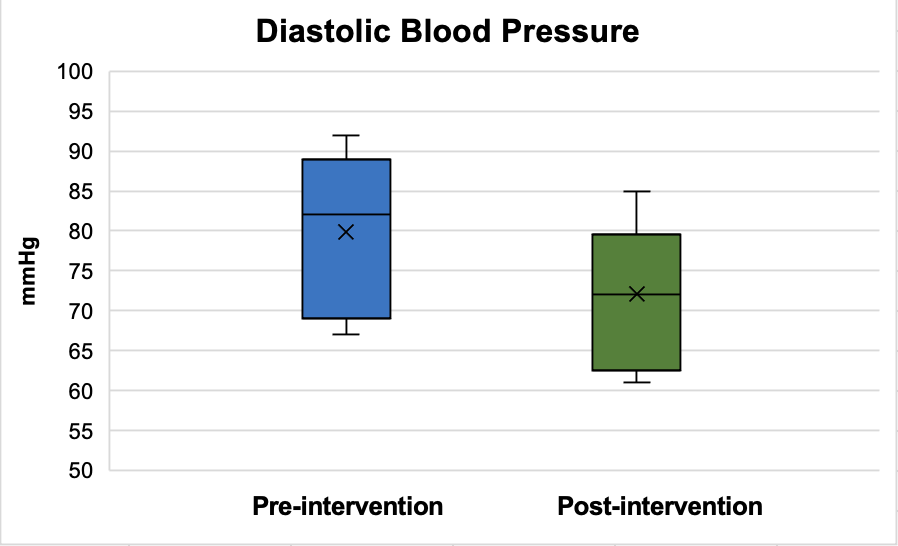 Diastolic Blood Pressure
mmHg
100
95
90
85
80
75
70
65
60
55
50
Pre-intervention
Post-intervention